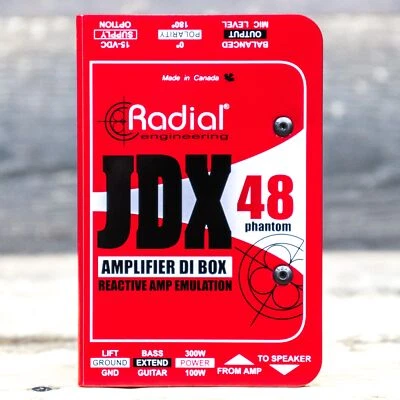 15-VDC SUPPLY OPTION
0° POLARITY 180°
BALANCED OUTPUT MIC LEVEL
Made in Canada
Radial®
engineering
JDX 48
phantom
AMPLIFIER DI BOX
REACTIVE AMP EMULATION
LIFT GROUND GND
BASS EXTEND GUITAR
300W POWER 100W
FROM AMP
TO SPEAKER